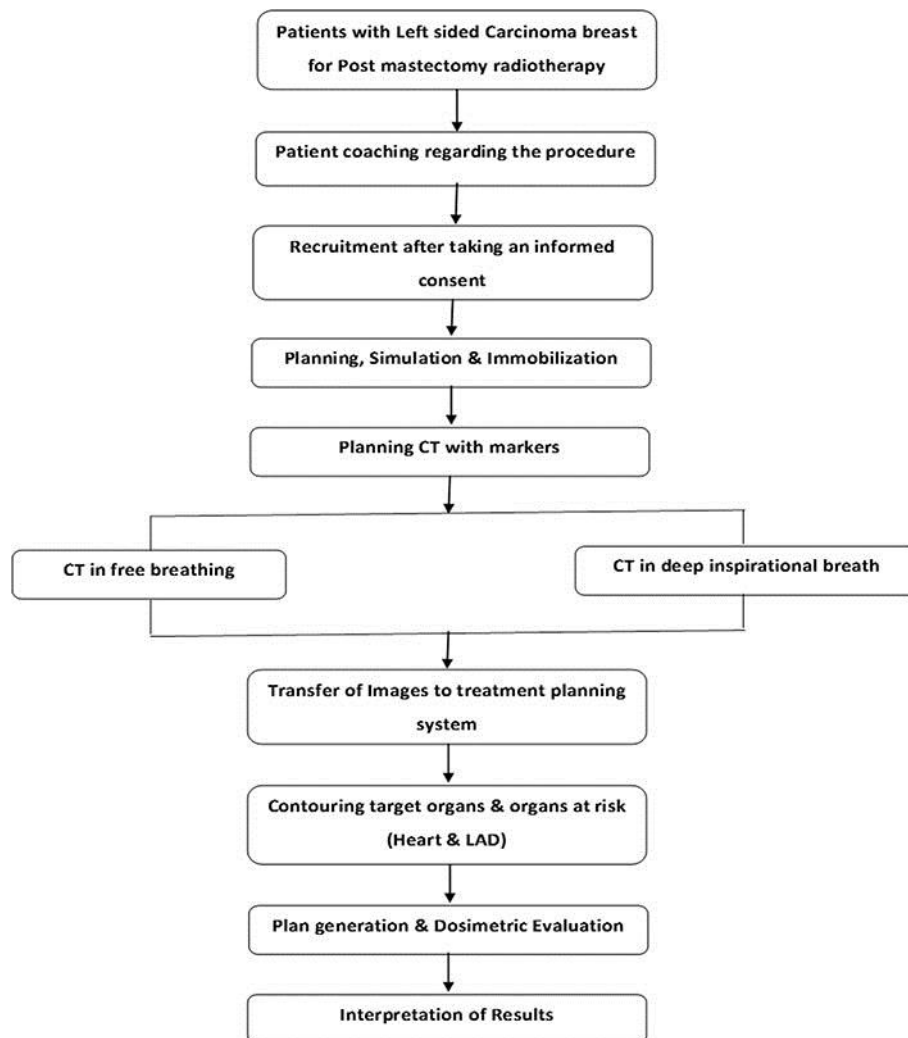 Patients with Left sided Carcinoma breast
for Post mastectomy radiotherapy
Patient coaching regarding the procedure
Recruitment after taking an informed
consent
Planning, Simulation & Immobilization
Planning CT with markers
CT in free breathing
CT in deep inspirational breath
Transfer of Images to treatment planning
system
Contouring target organs & organs at risk
(Heart & LAD)
Plan generation & Dosimetric Evaluation
Interpretation of Results